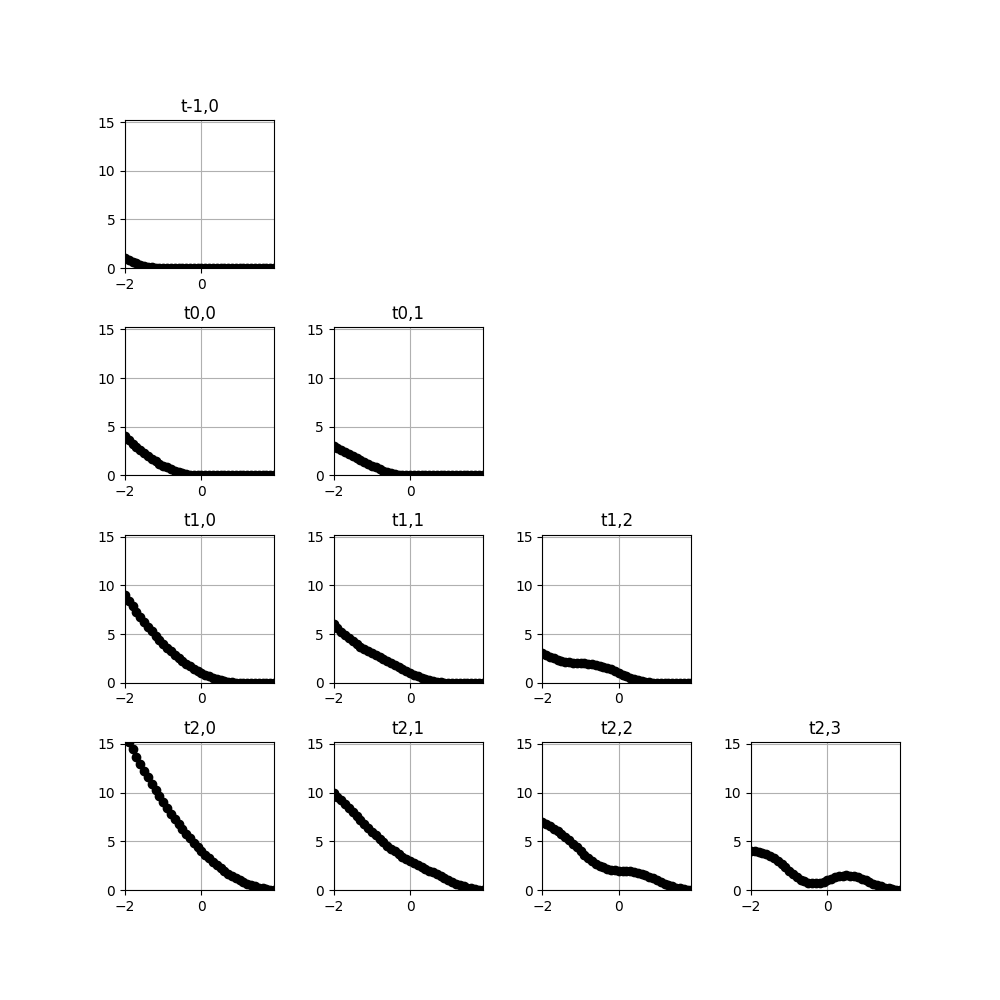 t-1,0
15
10
5
0
−2 0
t0,0 t0,1
15 15
10 10
5 5
0 0
−2 0 −2 0
t1,0 t1,1 t1,2
15 15 15
10 10 10
5 5 5
0 0 0
−2 0 −2 0 −2 0
t2,0 t2,1 t2,2 t2,3
15 15 15 15
10 10 10 10
5 5 5 5
0 0 0 0
−2 0 −2 0 −2 0 −2 0